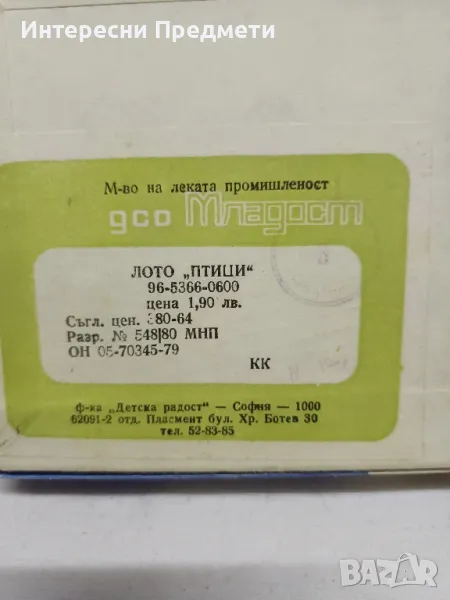 Интересни Предмети
М-во на леката промишленост
дсо Младост
ЛОТО „ПТИЦИ“
96-5366-0600
цена 1,90 лв.
Съгл. цен. 380-64
Разр. № 548|80 МНП
ОН 05-70345-79
КК
ф-ка „Детска радост“ — София — 1000
62091-2 отд. Пласмент бул. Хр. Ботев 30
тел. 52-83-85
BAZAR